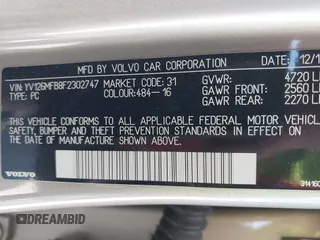 MFD BY VOLVO CAR CORPORATION DATE: 12/1
VIN: YV126MFB8F2302747 MARKET CODE: 31 GVWR: 4720 L
TYPE: PC COLOUR: 484-16 GAWR FRONT: 2560 L
GAWR REAR: 2270 L
THIS VEHICLE CONFORMS TO ALL APPLICABLE FEDERAL MOTOR VEHI
SAFETY, BUMPER AND THEFT PREVENTION STANDARDS IN EFFECT ON
THE DATE OF MANUFACTURE SHOWN ABOVE.
VOLVO
DREAMBID